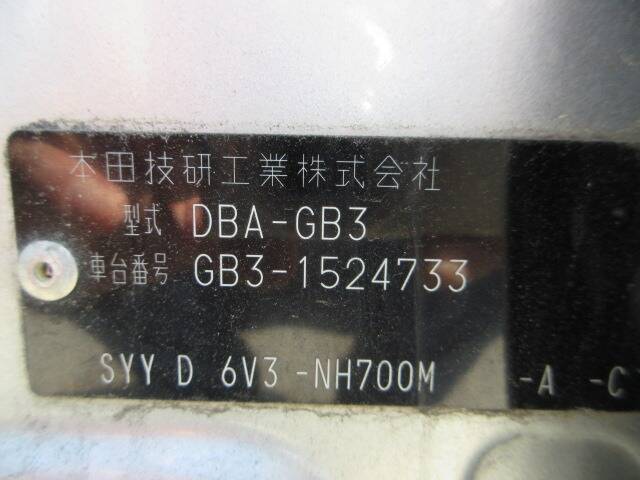 本田技研工業株式会社
型式 DBA-GB3
車台番号 GB3-1524733
SYY D 6V3 -NH700M -A -C